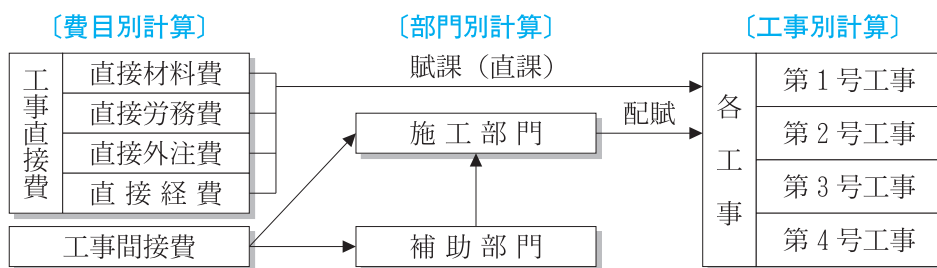 〔費目別計算〕
〔部門別計算〕
〔工事別計算〕
工事直接費
直接材料費
直接労務費
直接外注費
直接経費
工事間接費
賦課（直課）
施工部門
補助部門
配賦
各工事
第1号工事
第2号工事
第3号工事
第4号工事